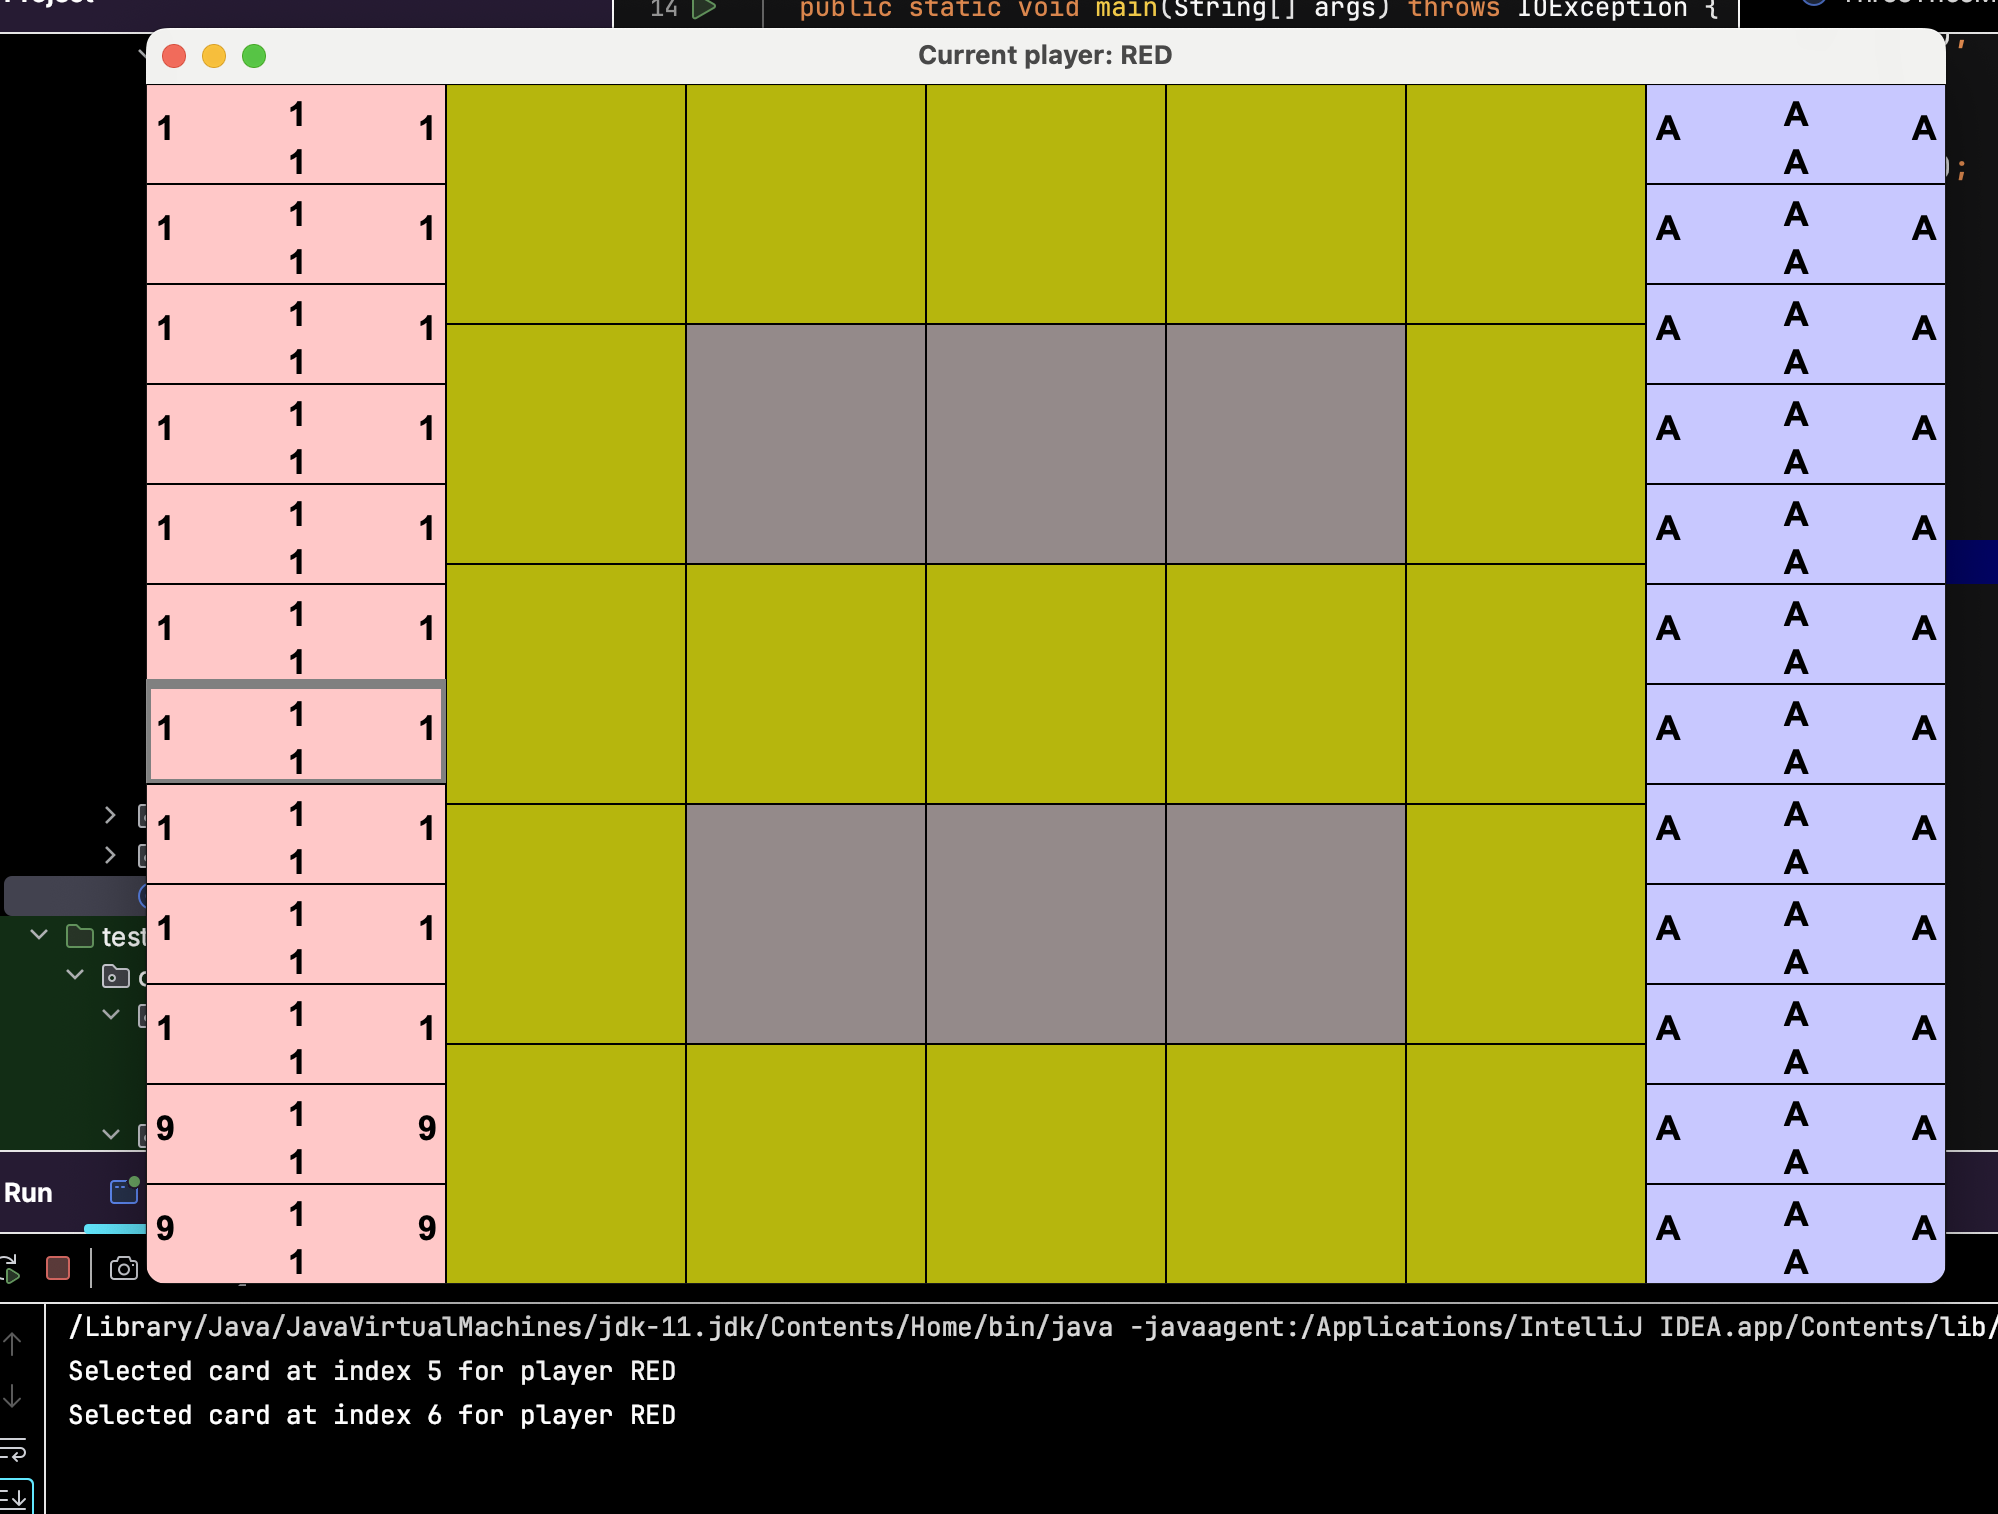 14 public static void main(String[] args) throws IOException {
Current player: RED
1 1 1
1
A A A
A
1 1 1
1
A A A
A
1 1 1
1
A A A
A
1 1 1
1
A A A
A
1 1 1
1
A A A
A
1 1 1
1
A A A
A
1 1 1
1
A A A
A
1 1 1
1
A A A
A
1 1 1
1
A A A
A
1 1 1
1
A A A
A
9 1 9
1
A A A
A
9 1 9
1
A A A
A
test
Run
/Library/Java/JavaVirtualMachines/jdk-11.jdk/Contents/Home/bin/java -javaagent:/Applications/IntelliJ IDEA.app/Contents/lib/
Selected card at index 5 for player RED
Selected card at index 6 for player RED